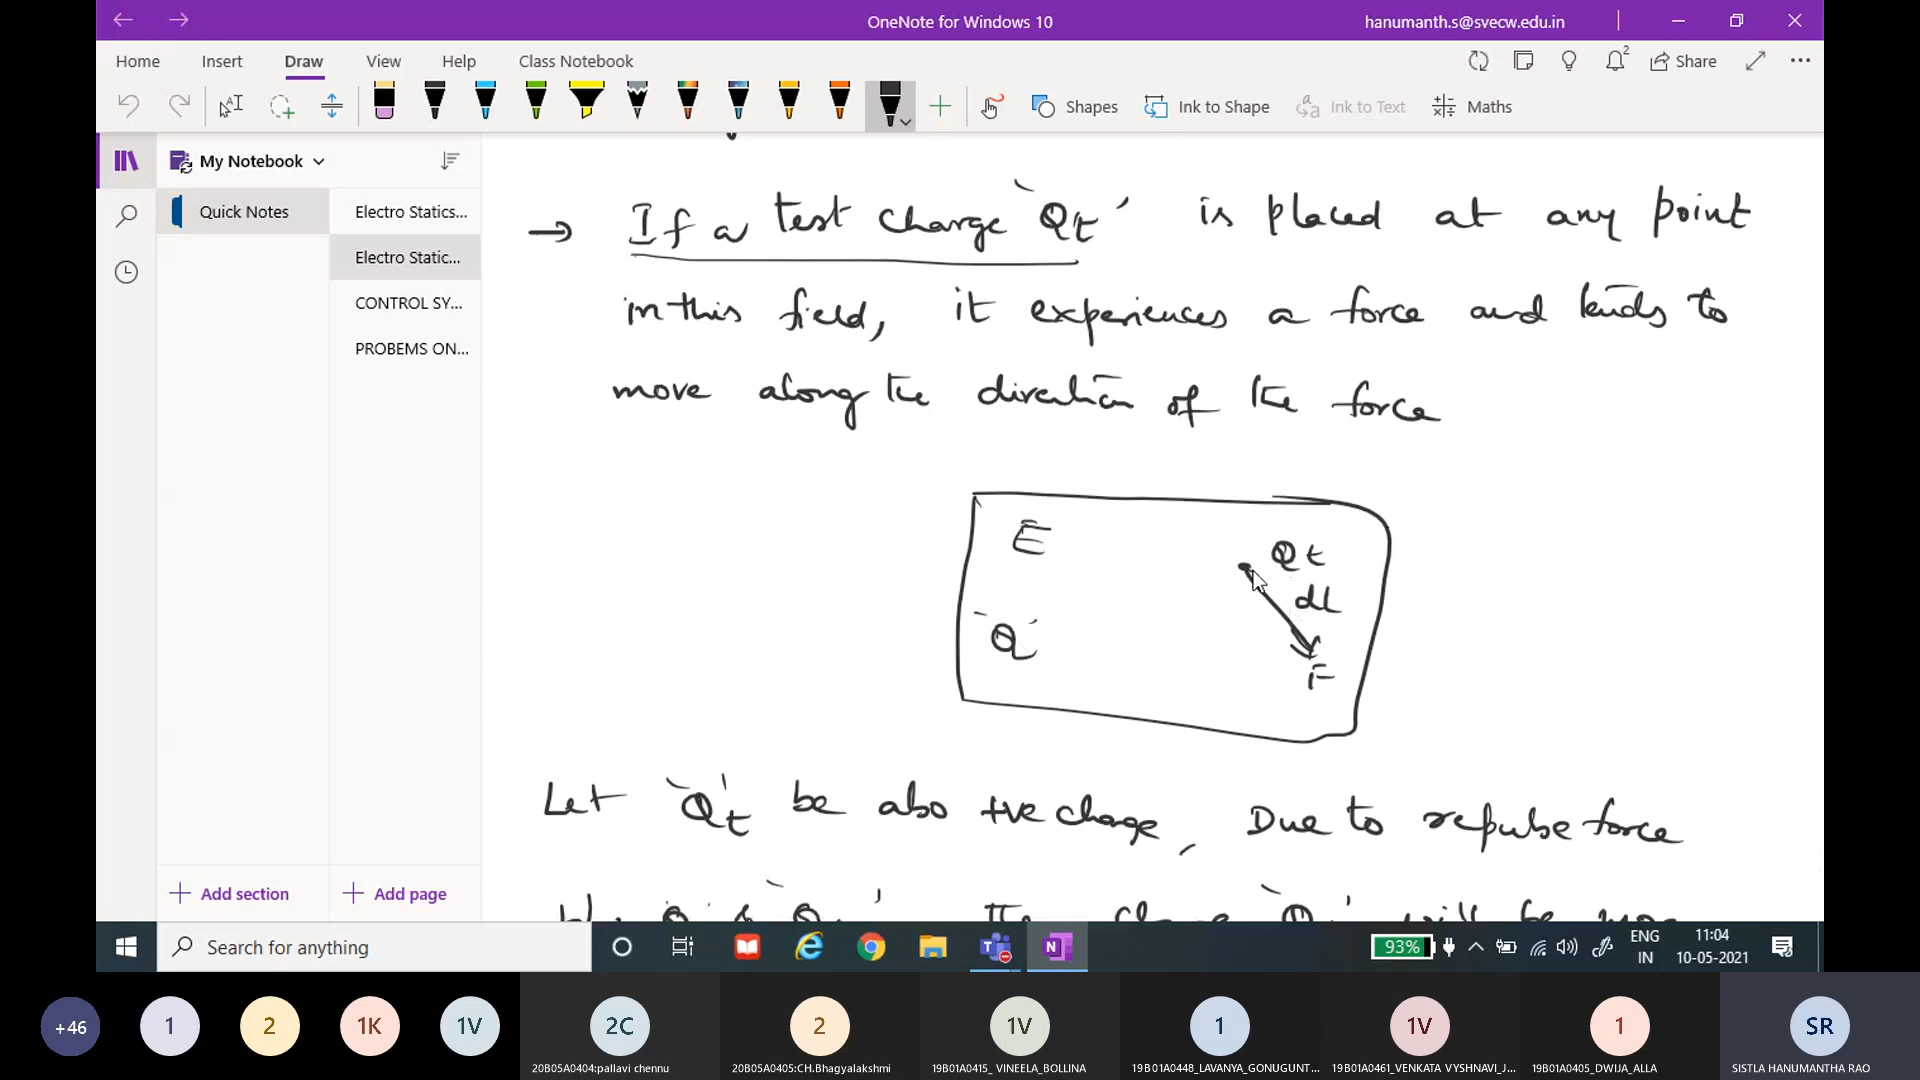 OneNote for Windows 10
hanumanth.s@svecw.edu.in
Home Insert Draw View Help Class Notebook
2 Share
Shapes Ink to Shape Ink to Text Maths
My Notebook
Quick Notes
Electro Statics...
Electro Static...
CONTROL SY...
PROBEMS ON...
→ If a test charge `Qt' is placed at any point
in this field, it experiences a force and tends to
move along the direction of the force
E
Qt
dL
`Q'
F
Let `Qt' be also +ve charge, Due to repulse force
Add section
Add page
Search for anything
93%
ENG
IN
11:04
10-05-2021
+46 1 2 1K 1V 2C 2 1V 1 1V 1 SR
20B05A0404:pallavi chennu
20B05A0405:CH.Bhagyalakshmi
19B01A0415_ VINEELA_BOLLINA
19B01A0448_LAVANYA_GONUGUNT...
19B01A0461_VENKATA VYSHNAVI_J...
19B01A0405_DWIJA_ALLA
SISTLA HANUMANTHA RAO